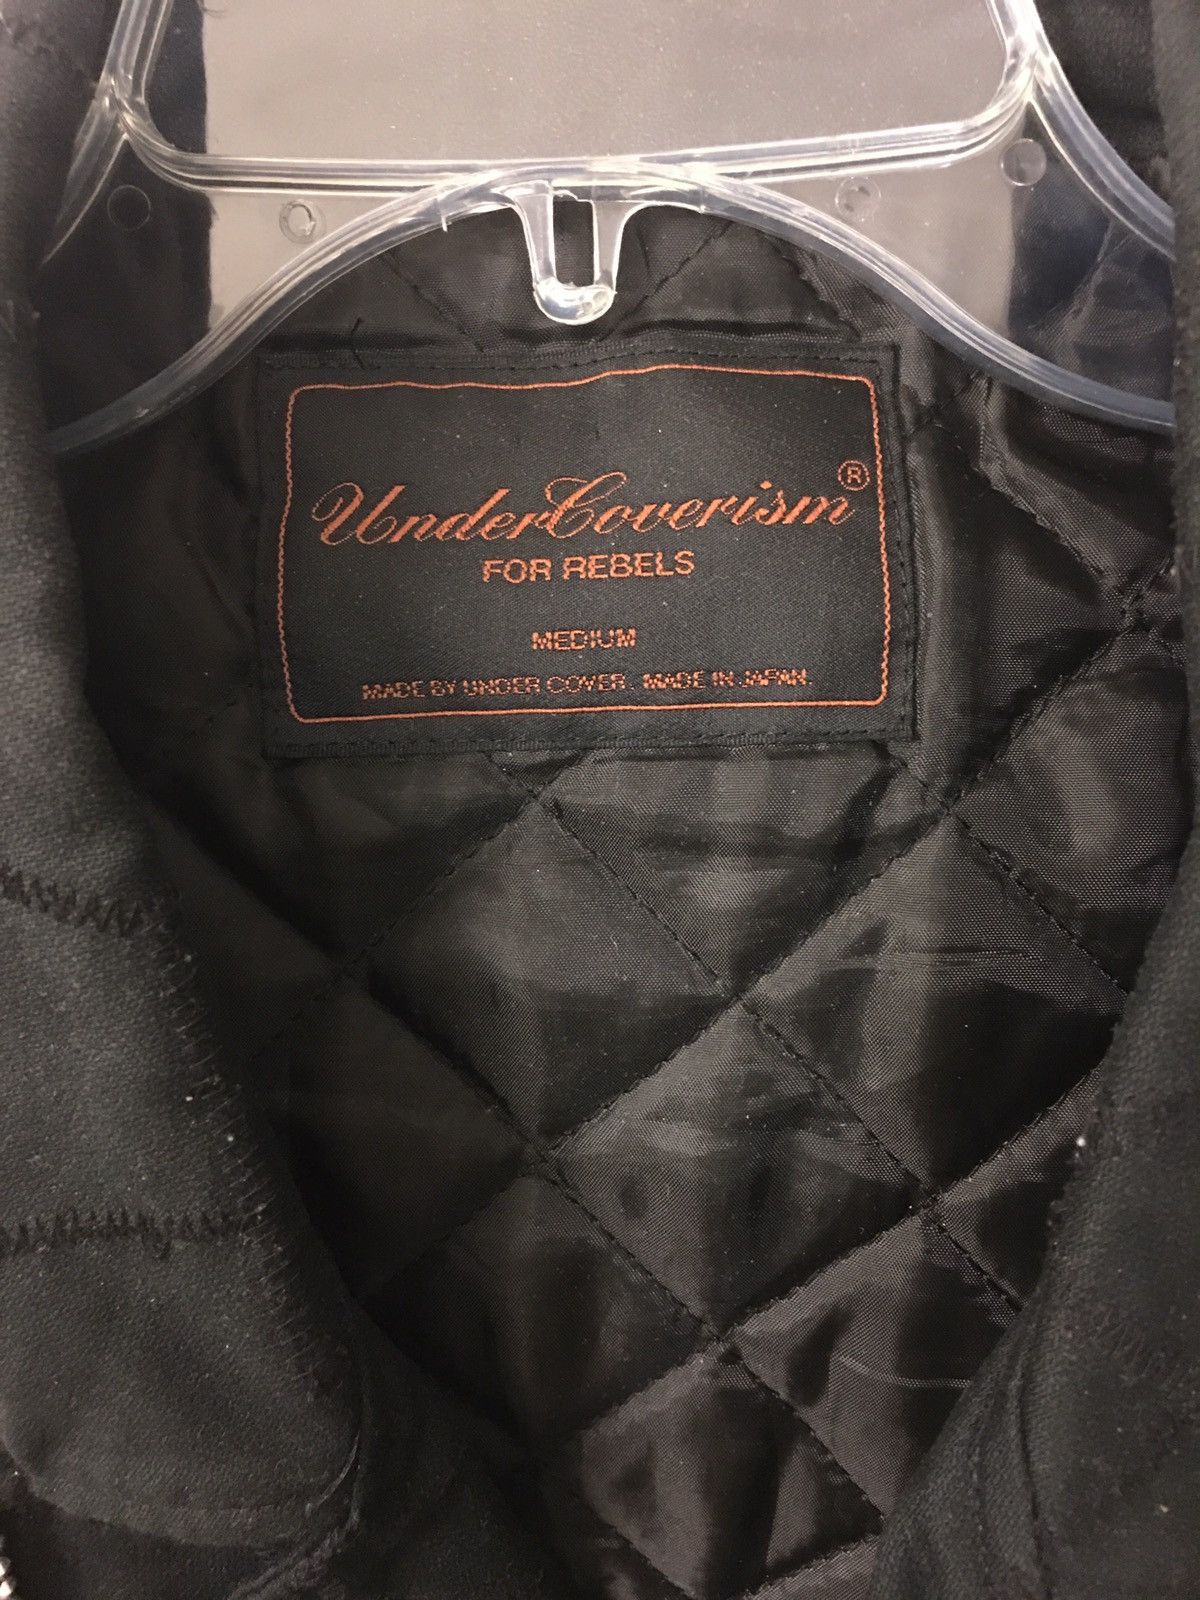 UnderCoverism®
FOR REBELS
MEDIUM
MADE BY UNDER COVER. MADE IN JAPAN.